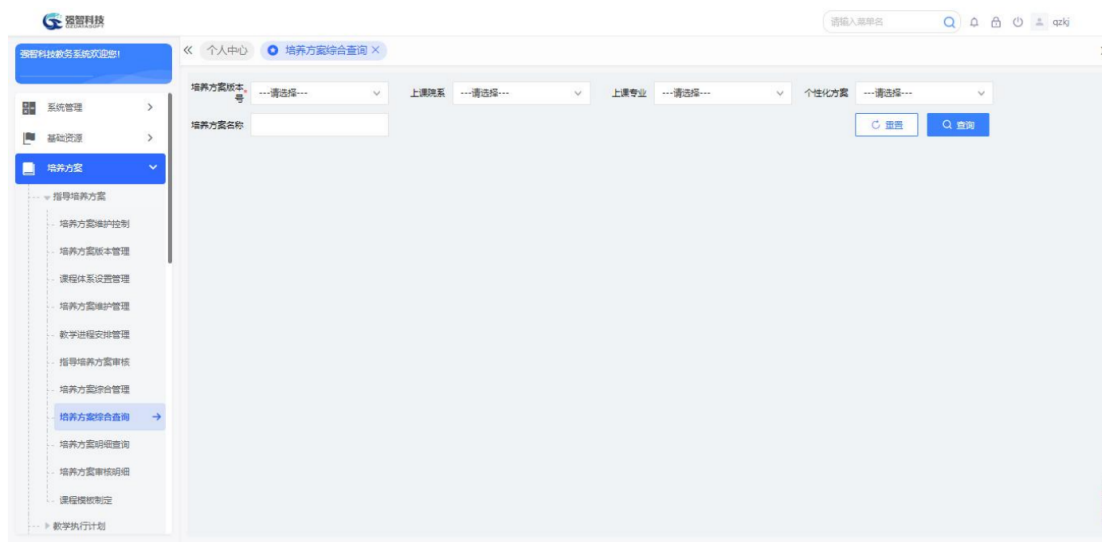 强智科技
请输入菜单名
qzkj
强智科技教务系统欢迎您!
个人中心
培养方案综合查询 ×
系统管理
基础资源
培养方案
指导培养方案
培养方案维护控制
培养方案版本管理
课程体系设置管理
培养方案维护管理
教学进程安排管理
指导培养方案审核
培养方案综合管理
培养方案综合查询
培养方案明细查询
培养方案审核明细
课程模板制定
教学执行计划
培养方案版本*
号
---请选择---
上课院系 ---请选择---
上课专业 ---请选择---
个性化方案 ---请选择---
培养方案名称
重置
查询